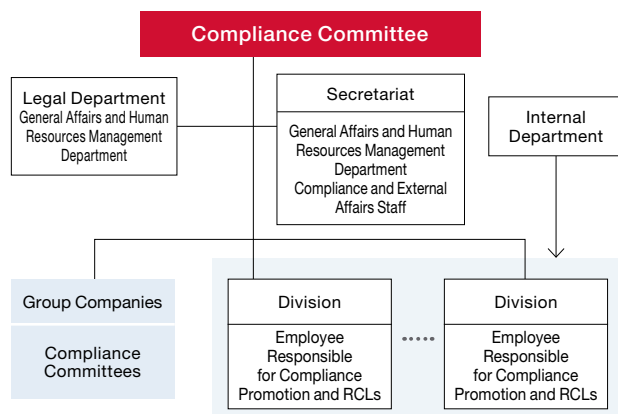 Compliance Committee
Legal Department
General Affairs and Human
Resources Management
Department
Secretariat
General Affairs and Human
Resources Management
Department
Compliance and External
Affairs Staff
Internal
Department
Group Companies
Compliance
Committees
Division
Employee
Responsible
for Compliance
Promotion and RCLs
Division
Employee
Responsible
for Compliance
Promotion and RCLs